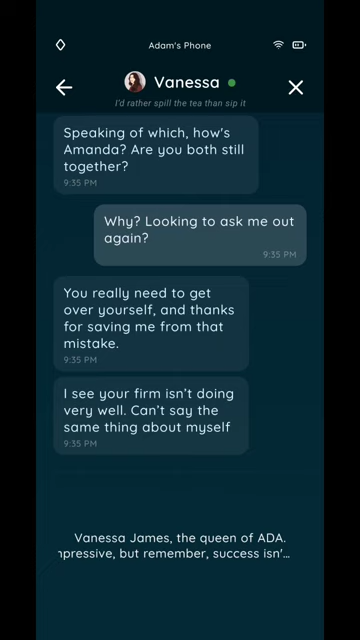 Adam's Phone
Vanessa
I'd rather spill the tea than sip it
Speaking of which, how's
Amanda? Are you both still
together?
9:35 PM
Why? Looking to ask me out
again?
9:35 PM
You really need to get
over yourself, and thanks
for saving me from that
mistake.
9:35 PM
I see your firm isn't doing
very well. Can't say the
same thing about myself
9:35 PM
Vanessa James, the queen of ADA.
mpressive, but remember, success isn'...